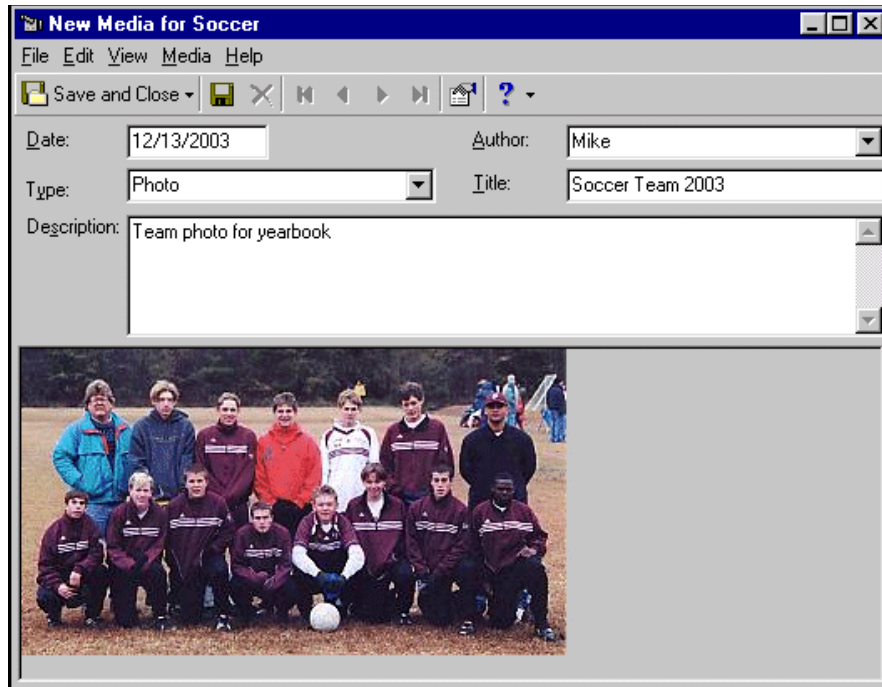 New Media for Soccer
File Edit View Media Help
Save and Close
Date: 12/13/2003 Author: Mike
Type: Photo Title: Soccer Team 2003
Description: Team photo for yearbook